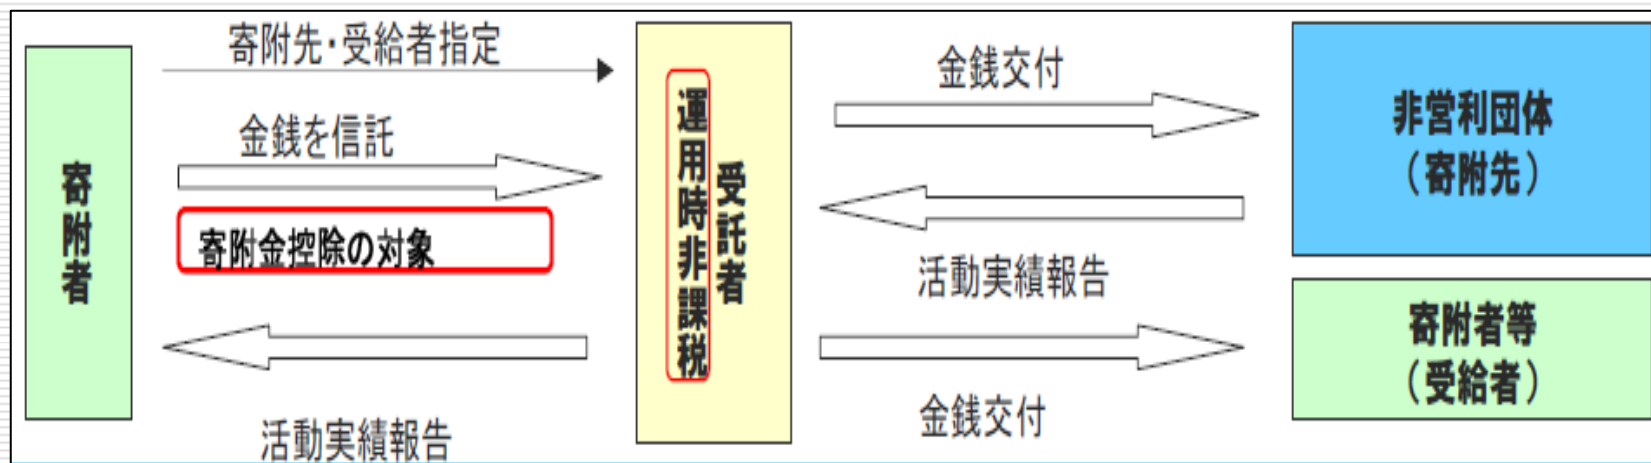 寄附者
寄附先・受給者指定
金銭を信託
寄附金控除の対象
活動実績報告
運用時非課税
受託者
金銭交付
活動実績報告
金銭交付
非営利団体
（寄附先）
寄附者等
（受給者）